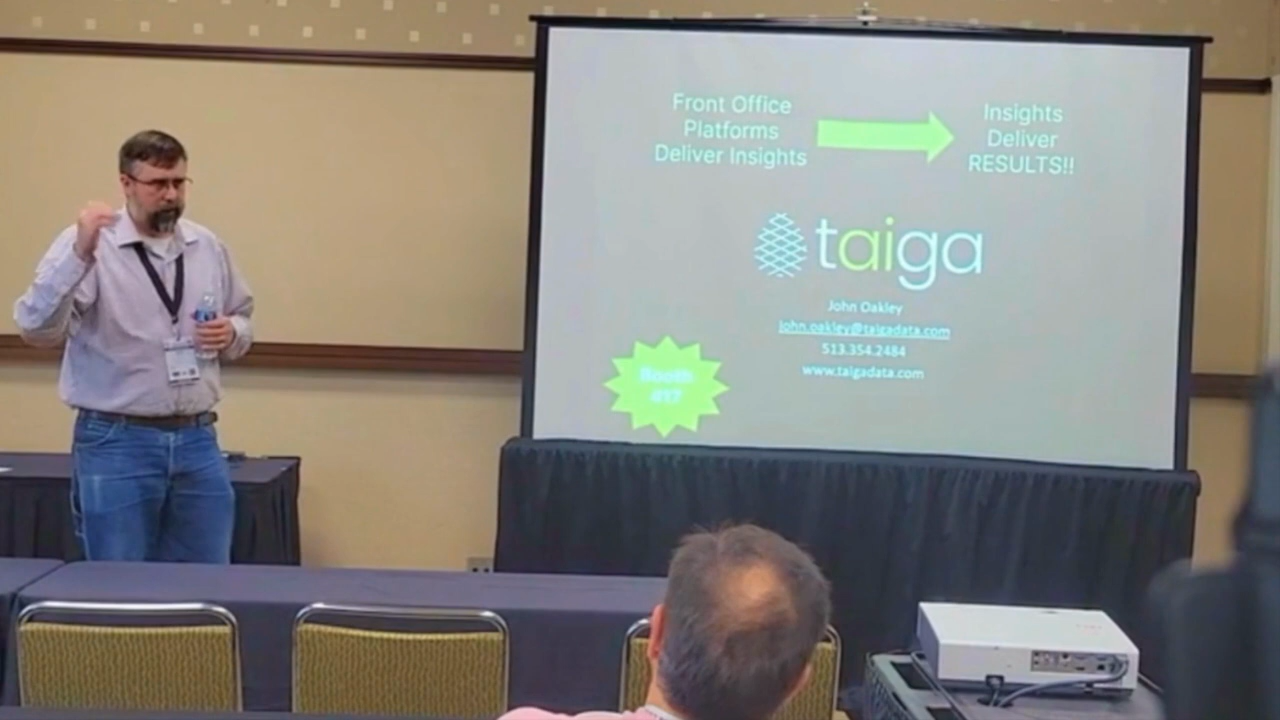 Front Office
Platforms
Deliver Insights
Insights
Deliver
RESULTS!!
taiga
John Oakley
john.oakley@taigadata.com
513.354.2484
www.taigadata.com
Booth